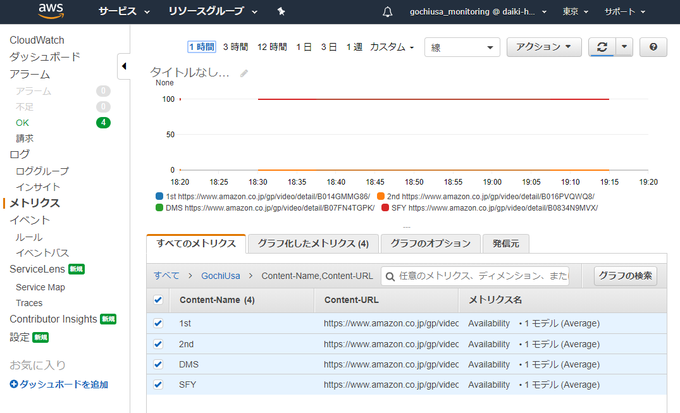 aws
サービス
リソースグループ
gochiusa_monitoring @ daiki-h...
東京
サポート
CloudWatch
ダッシュボード
アラーム
アラーム 0
不足 0
OK 4
請求
ログ
ロググループ
インサイト
メトリクス
イベント
ルール
イベントバス
ServiceLens 新規
Service Map
Traces
Contributor Insights 新規
設定 新規
お気に入り
ダッシュボードを追加
1 時間 3 時間 12 時間 1 日 3 日 1 週 カスタム
線
アクション
タイトルなし...
None
100
50
0
18:20 18:25 18:30 18:35 18:40 18:45 18:50 18:55 19:00 19:05 19:10 19:15 19:20
1st https://www.amazon.co.jp/gp/video/detail/B014GMMG86/ 2nd https://www.amazon.co.jp/gp/video/detail/B016PVQWQ8/
DMS https://www.amazon.co.jp/gp/video/detail/B07FN4TGPK/ SFY https://www.amazon.co.jp/gp/video/detail/B0834N9MVX/
すべてのメトリクス グラフ化したメトリクス (4) グラフのオプション 発信元
すべて > GochiUsa > Content-Name,Content-URL
任意のメトリクス、ディメンション、また
グラフの検索
Content-Name (4) Content-URL メトリクス名
1st https://www.amazon.co.jp/gp/video Availability ・1 モデル (Average)
2nd https://www.amazon.co.jp/gp/video Availability ・1 モデル (Average)
DMS https://www.amazon.co.jp/gp/video Availability ・1 モデル (Average)
SFY https://www.amazon.co.jp/gp/video Availability ・1 モデル (Average)